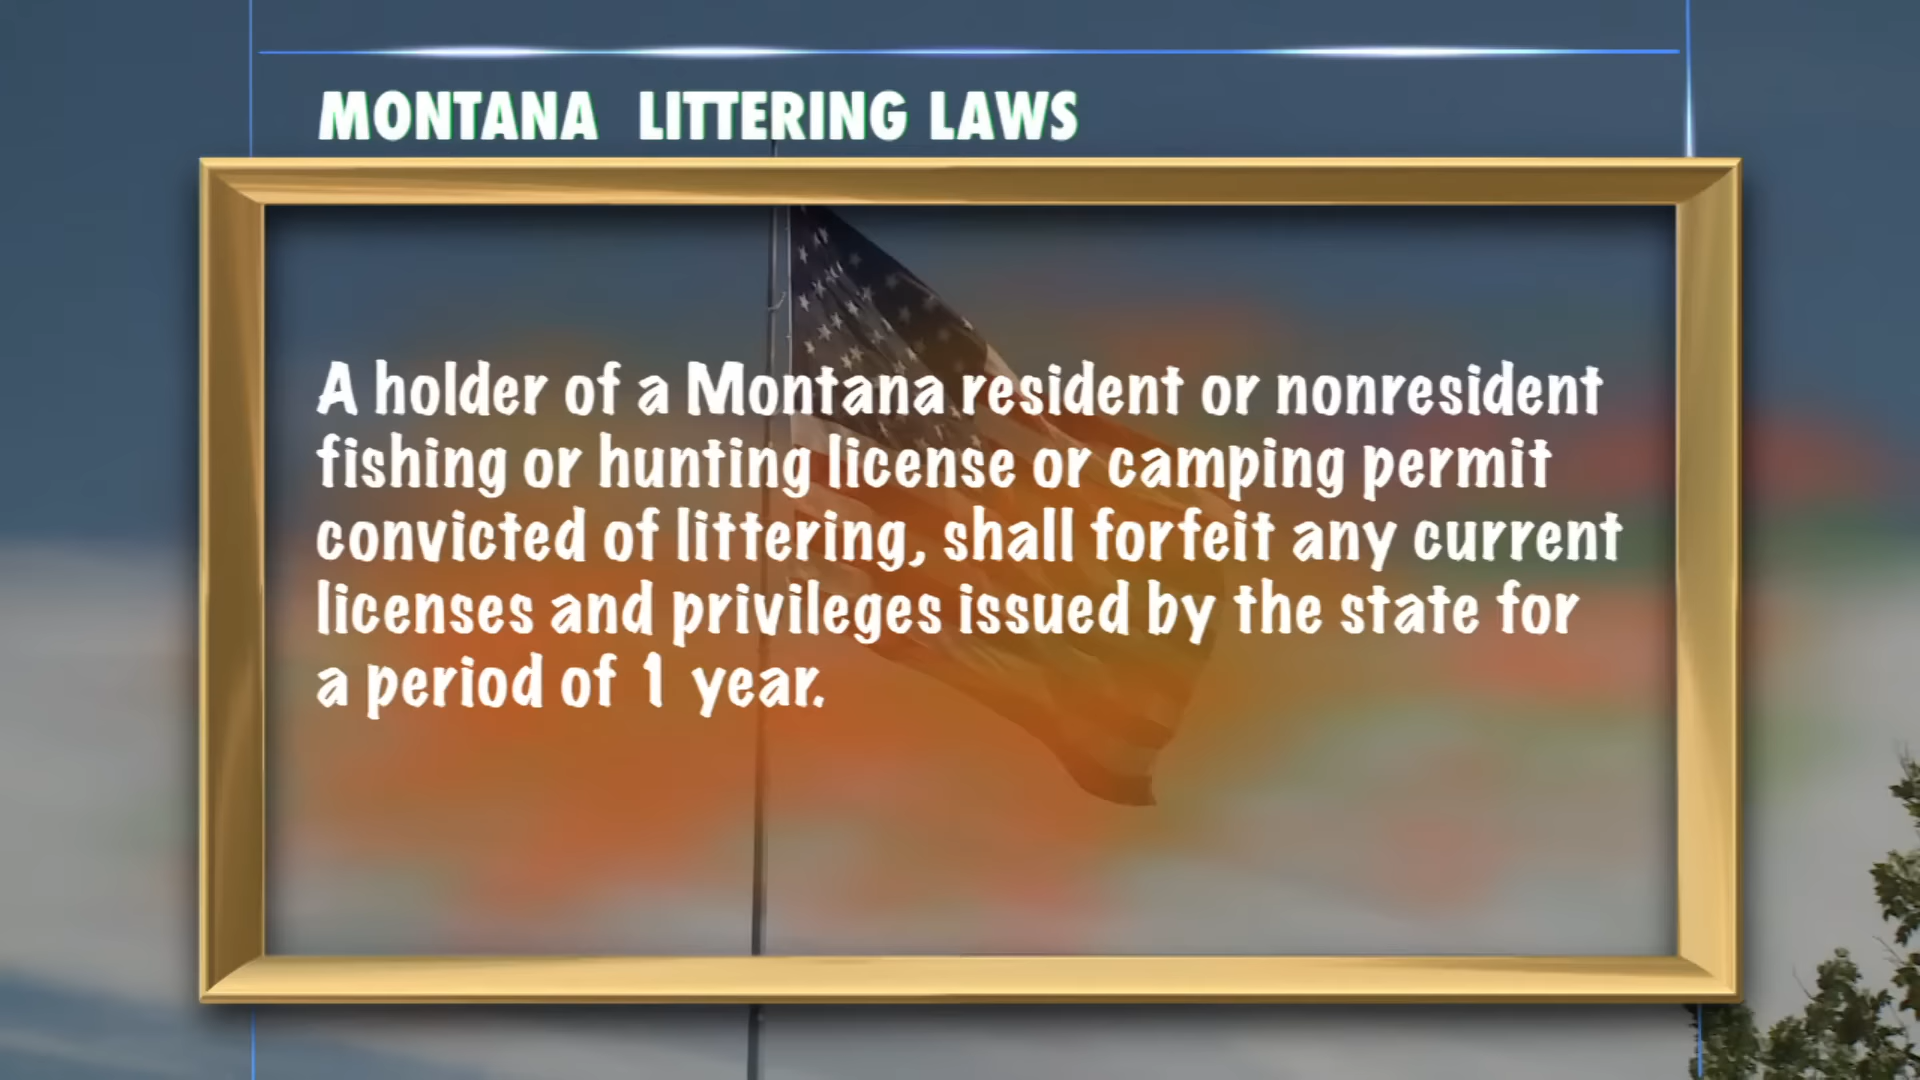 MONTANA LITTERING LAWS
A holder of a Montana resident or nonresident
fishing or hunting license or camping permit
convicted of littering, shall forfeit any current
licenses and privileges issued by the state for
a period of 1 year.